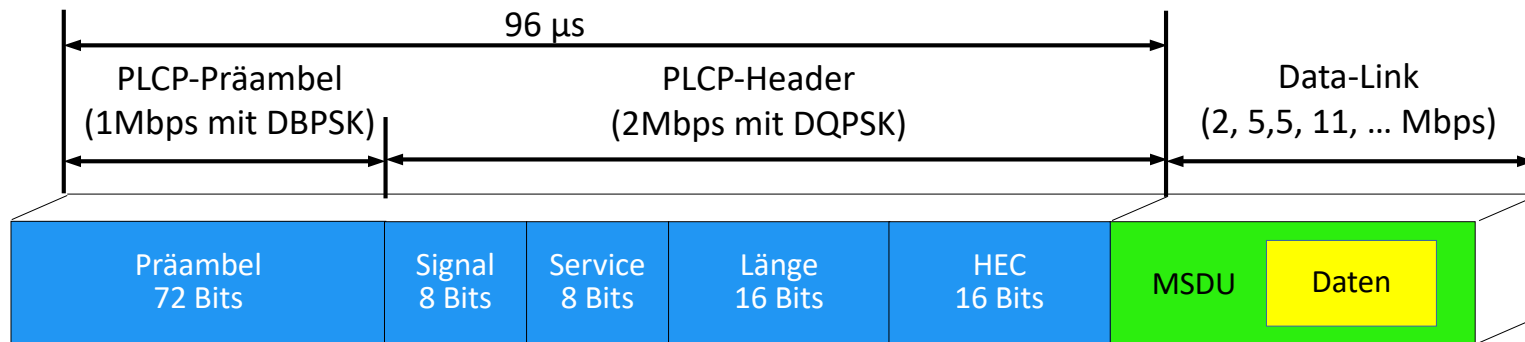 96 µs
PLCP-Präambel
(1Mbps mit DBPSK)
PLCP-Header
(2Mbps mit DQPSK)
Data-Link
(2, 5,5, 11, … Mbps)
Präambel
72 Bits
Signal
8 Bits
Service
8 Bits
Länge
16 Bits
HEC
16 Bits
MSDU
Daten